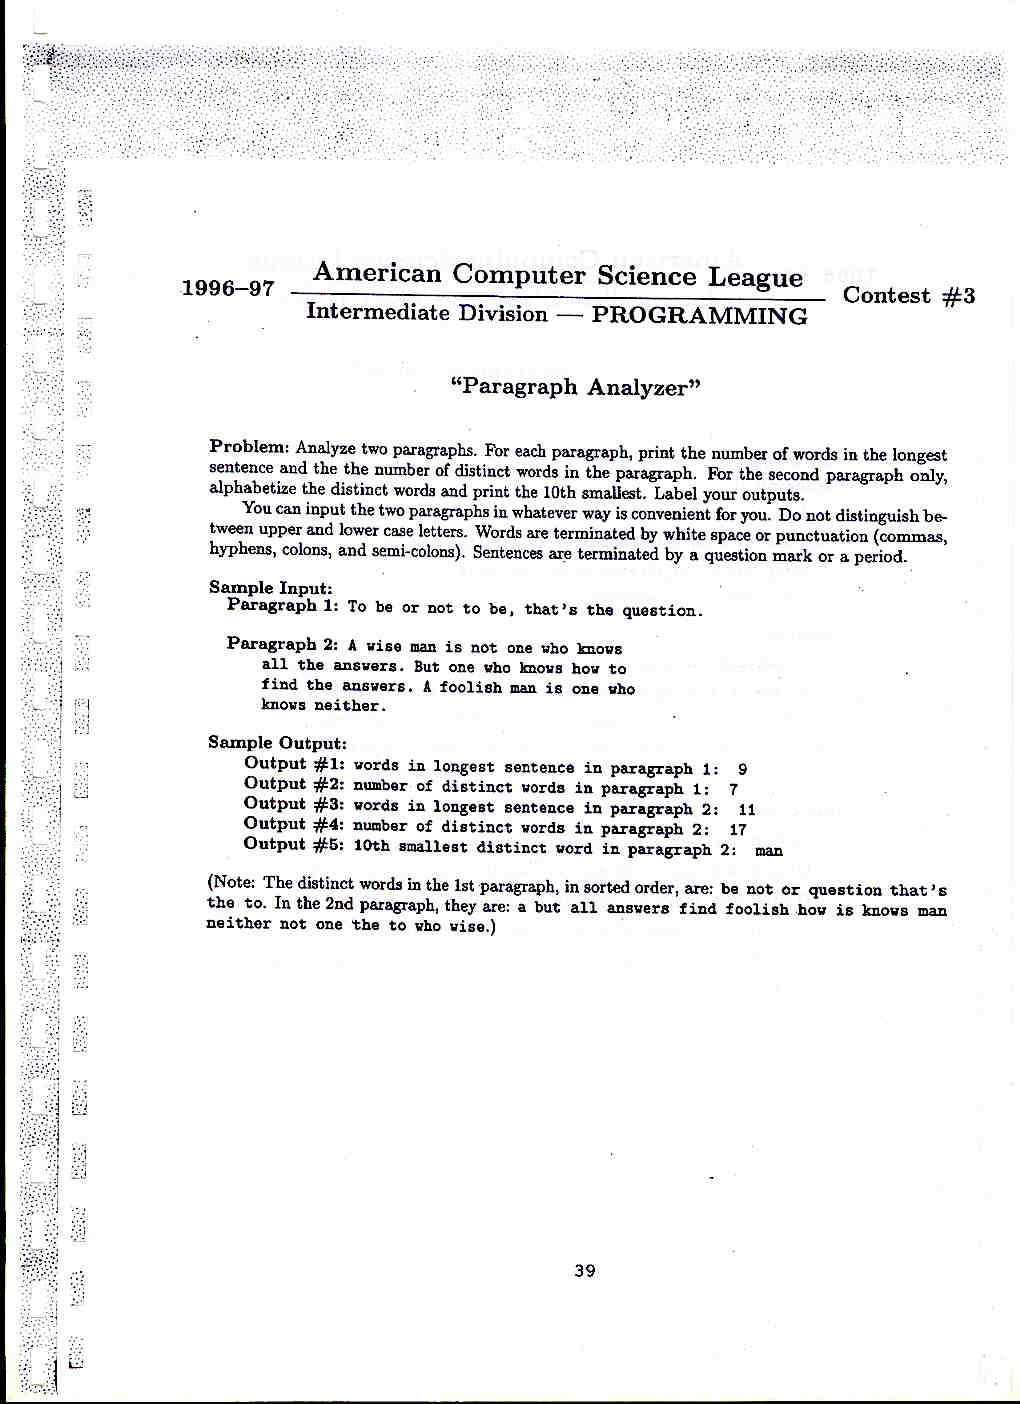 American Computer Science League
1996–97
Contest #3
Intermediate Division — PROGRAMMING
“Paragraph Analyzer”
Problem: Analyze two paragraphs. For each paragraph, print the number of words in the longest
sentence and the the number of distinct words in the paragraph. For the second paragraph only,
alphabetize the distinct words and print the 10th smallest. Label your outputs.
You can input the two paragraphs in whatever way is convenient for you. Do not distinguish be-
tween upper and lower case letters. Words are terminated by white space or punctuation (commas,
hyphens, colons, and semi-colons). Sentences are terminated by a question mark or a period.
Sample Input:
Paragraph 1: To be or not to be, that's the question.
Paragraph 2: A wise man is not one who knows
all the answers. But one who knows how to
find the answers. A foolish man is one who
knows neither.
Sample Output:
Output #1: words in longest sentence in paragraph 1: 9
Output #2: number of distinct words in paragraph 1: 7
Output #3: words in longest sentence in paragraph 2: 11
Output #4: number of distinct words in paragraph 2: 17
Output #5: 10th smallest distinct word in paragraph 2: man
(Note: The distinct words in the 1st paragraph, in sorted order, are: be not or question that's
the to. In the 2nd paragraph, they are: a but all answers find foolish how is knows man
neither not one the to who wise.)
39